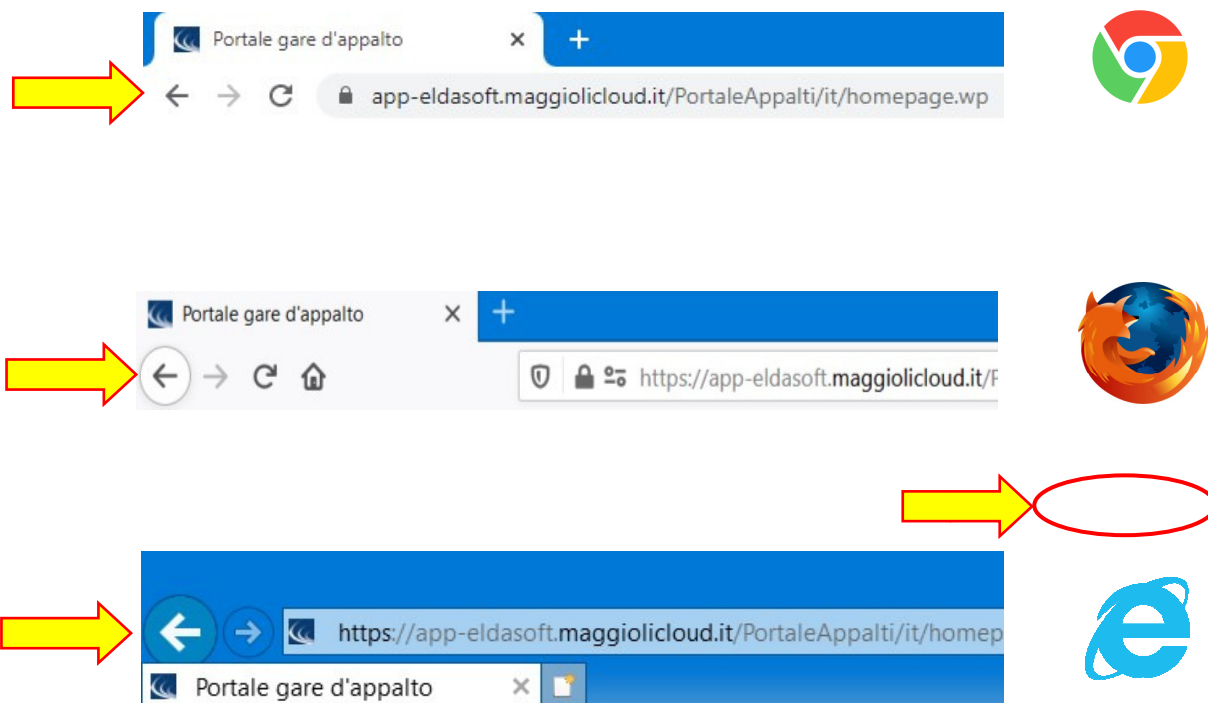 Portale gare d'appalto
app-eldasoft.maggiolicloud.it/PortaleAppalti/it/homepage.wp
Portale gare d'appalto
https://app-eldasoft.maggiolicloud.it/
https://app-eldasoft.maggiolicloud.it/PortaleAppalti/it/homep
Portale gare d'appalto